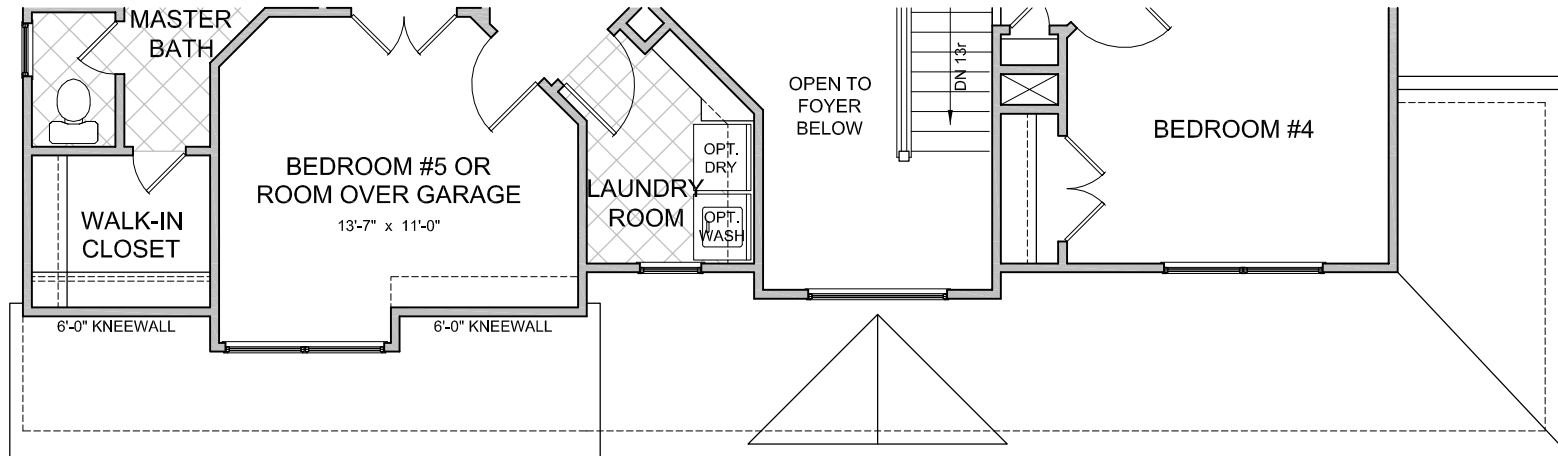 MASTER
BATH
BEDROOM #5 OR
ROOM OVER GARAGE
13'-7" x 11'-0"
WALK-IN
CLOSET
6'-0" KNEEWALL
6'-0" KNEEWALL
LAUNDRY
ROOM
OPT.
DRY
OPT.
WASH
OPEN TO
FOYER
BELOW
DN 13r
BEDROOM #4